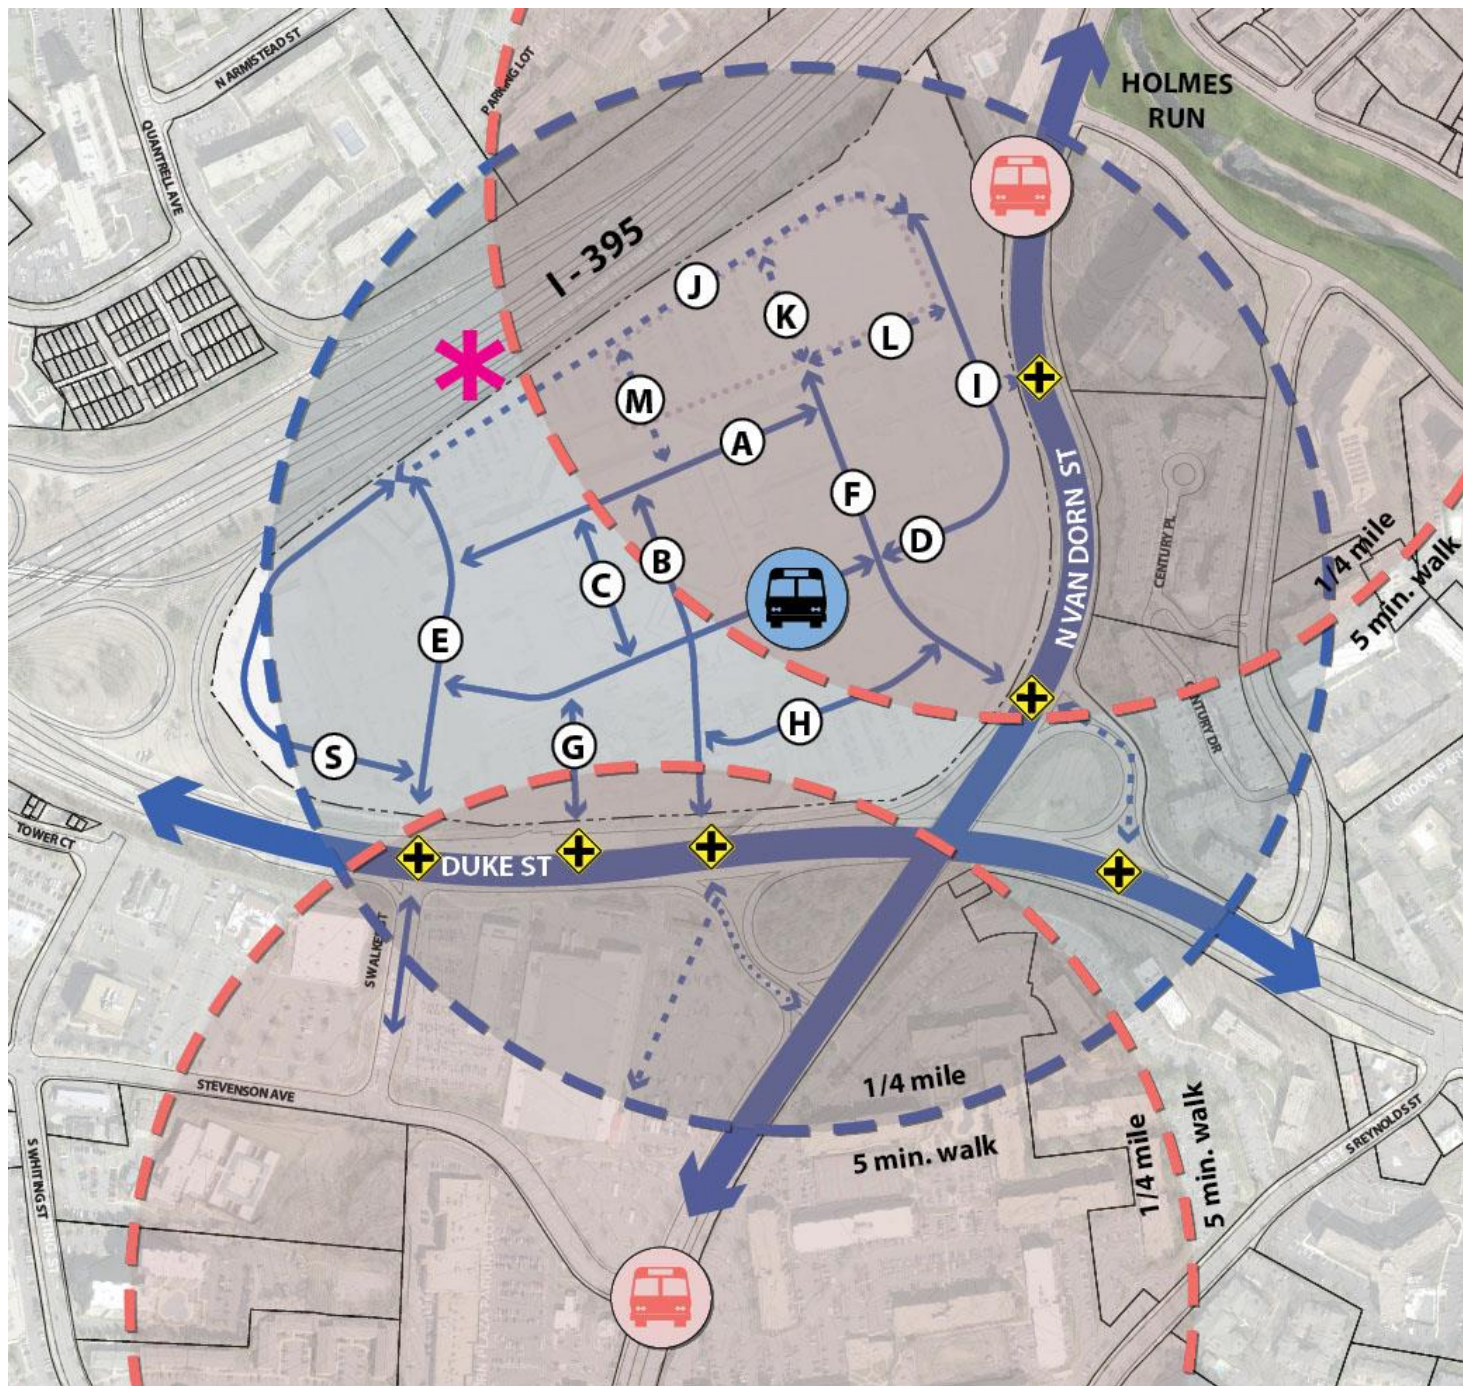 N ARMISTEAD ST
PARKING LOT
HOLMES
RUN
QUANTRELL AVE
I - 395
J
K
L
M
I
A
F
N VAN DORN ST
CENTURY PL
D
B
C
1/4 mile
5 min. walk
E
CENTURY DR
H
G
S
TOWER CT
DUKE ST
S WALKER ST
STEVENSON AVE
1/4 mile
5 min. walk
1/4 mile
5 min. walk
S REYNOLDS ST
S WHITING ST